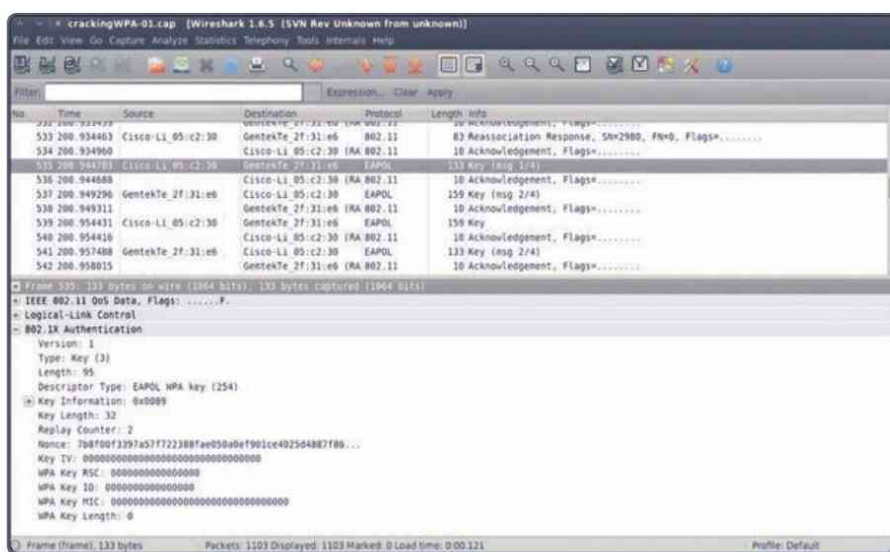 crackingWPA-01.cap [Wireshark 1.6.5 (SVN Rev Unknown from unknown)]
File Edit View Go Capture Analyze Statistics Telephony Tools Internals Help
Filter: Expression... Clear Apply
No. Time Source Destination Protocol Length Info
10 Acknowledgement, Flags=........
533 200.934463 Cisco-Li_05:c2:30 GentekTe_2f:31:e6 802.11 83 Reassociation Response, SN=2980, FN=0, Flags=........
534 200.934960 Cisco-Li_05:c2:30 (RA 802.11 10 Acknowledgement, Flags=........
535 200.944703 Cisco-Li_05:c2:30 GentekTe_2f:31:e6 EAPOL 133 Key (msg 1/4)
536 200.944688 Cisco-Li_05:c2:30 (RA 802.11 10 Acknowledgement, Flags=........
537 200.949296 GentekTe_2f:31:e6 Cisco-Li_05:c2:30 EAPOL 159 Key (msg 2/4)
538 200.949311 GentekTe_2f:31:e6 (RA 802.11 10 Acknowledgement, Flags=........
539 200.954431 Cisco-Li_05:c2:30 GentekTe_2f:31:e6 EAPOL 159 Key
540 200.954416 Cisco-Li_05:c2:30 (RA 802.11 10 Acknowledgement, Flags=........
541 200.957488 GentekTe_2f:31:e6 Cisco-Li_05:c2:30 EAPOL 133 Key (msg 2/4)
542 200.958015 GentekTe_2f:31:e6 (RA 802.11 10 Acknowledgement, Flags=........
Frame 535: 133 bytes on wire (1064 bits), 133 bytes captured (1064 bits)
IEEE 802.11 QoS Data, Flags: ......F.
Logical-Link Control
802.1X Authentication
Version: 1
Type: Key (3)
Length: 95
Descriptor Type: EAPOL WPA key (254)
Key Information: 0x0089
Key Length: 32
Replay Counter: 2
Nonce: 7b8f00f3397a57f722388fae050a0ef901ce4025d4887f86...
Key IV: 00000000000000000000000000000000
WPA Key RSC: 0000000000000000
WPA Key ID: 0000000000000000
WPA Key MIC: 00000000000000000000000000000000
WPA Key Length: 0
Frame (frame), 133 bytes Packets: 1103 Displayed: 1103 Marked: 0 Load time: 0:00.121 Profile: Default